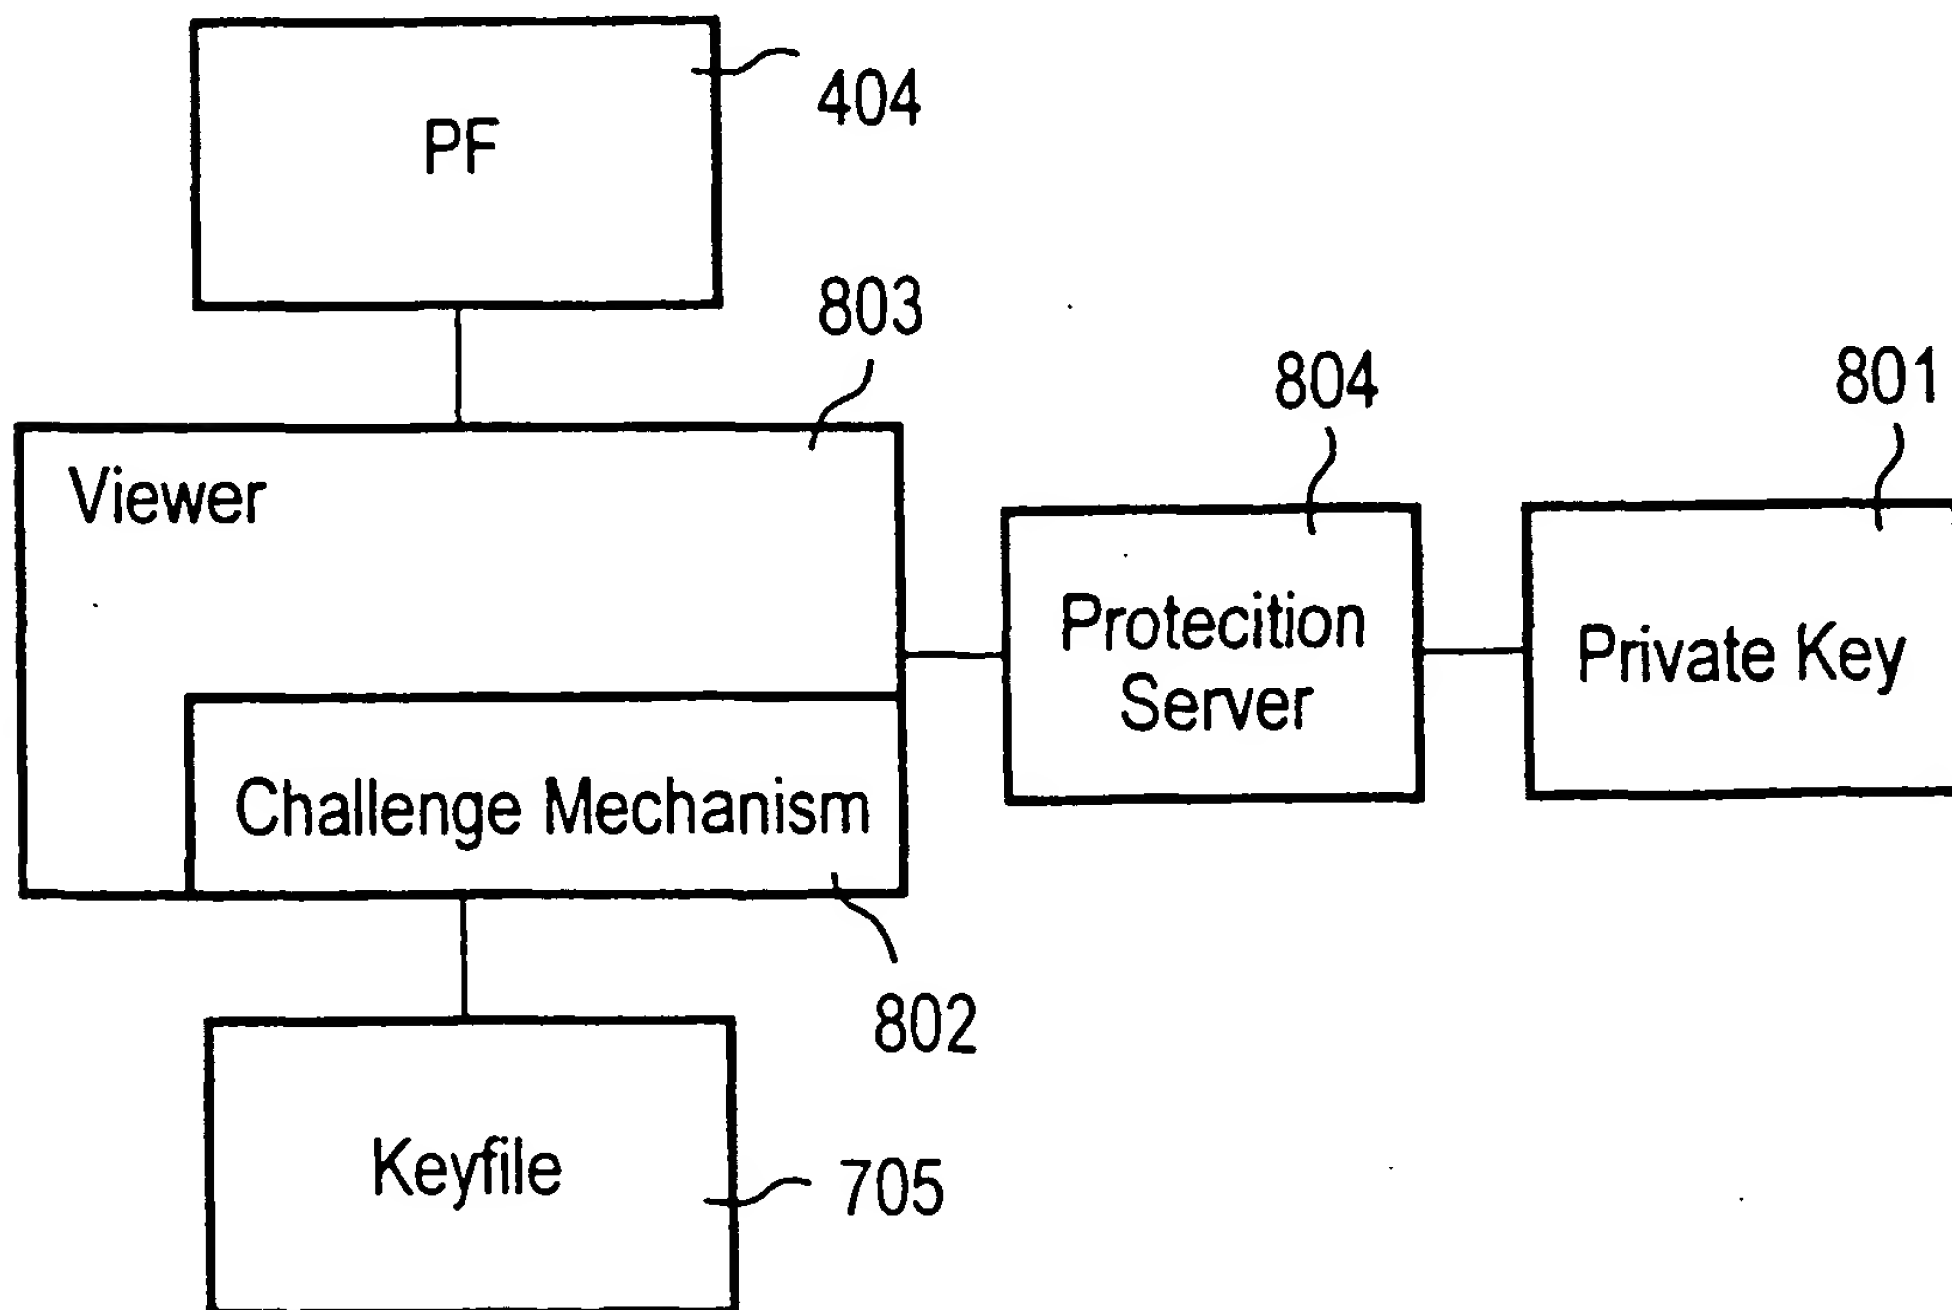 PF
404
803
Viewer
804
801
Protecition
Server
Private Key
Challenge Mechanism
802
Keyfile
705